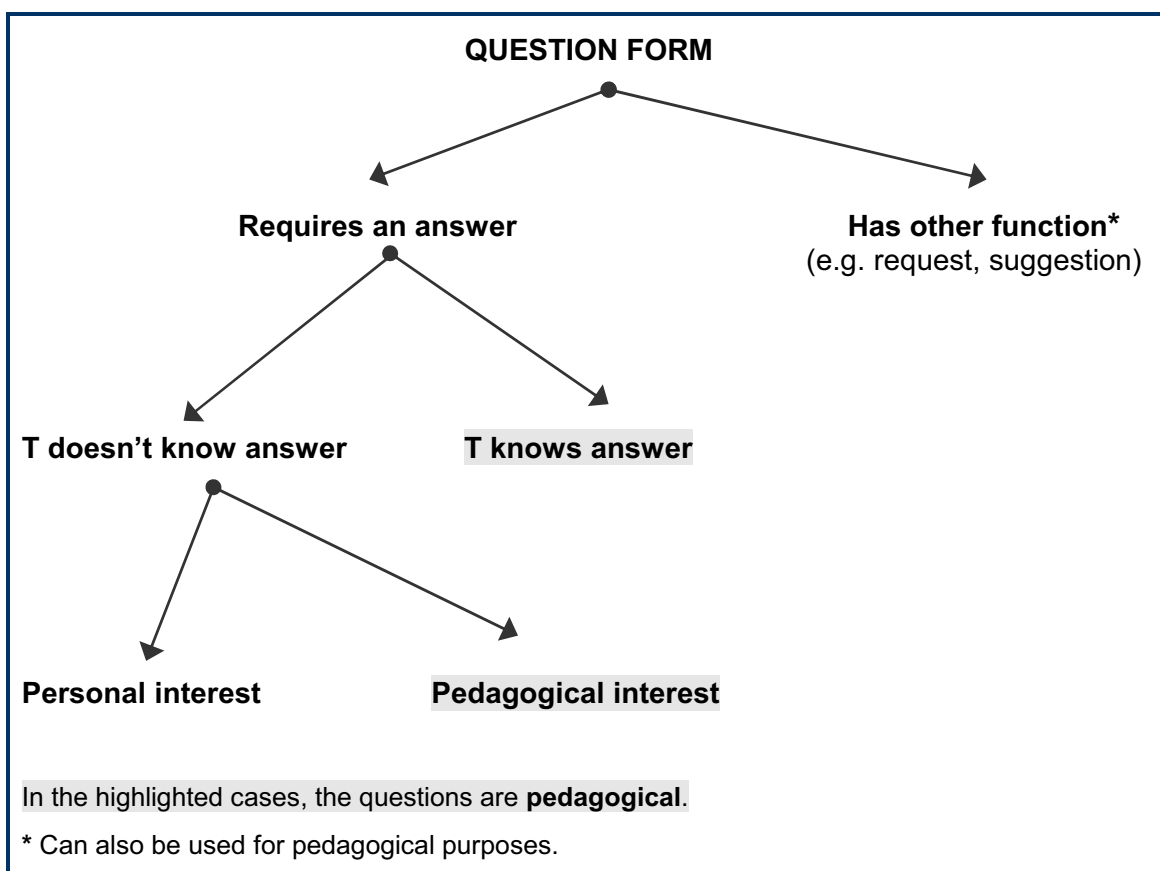 QUESTION FORM
Requires an answer
Has other function*
(e.g. request, suggestion)
T doesn’t know answer
T knows answer
Personal interest
Pedagogical interest
In the highlighted cases, the questions are pedagogical.
* Can also be used for pedagogical purposes.